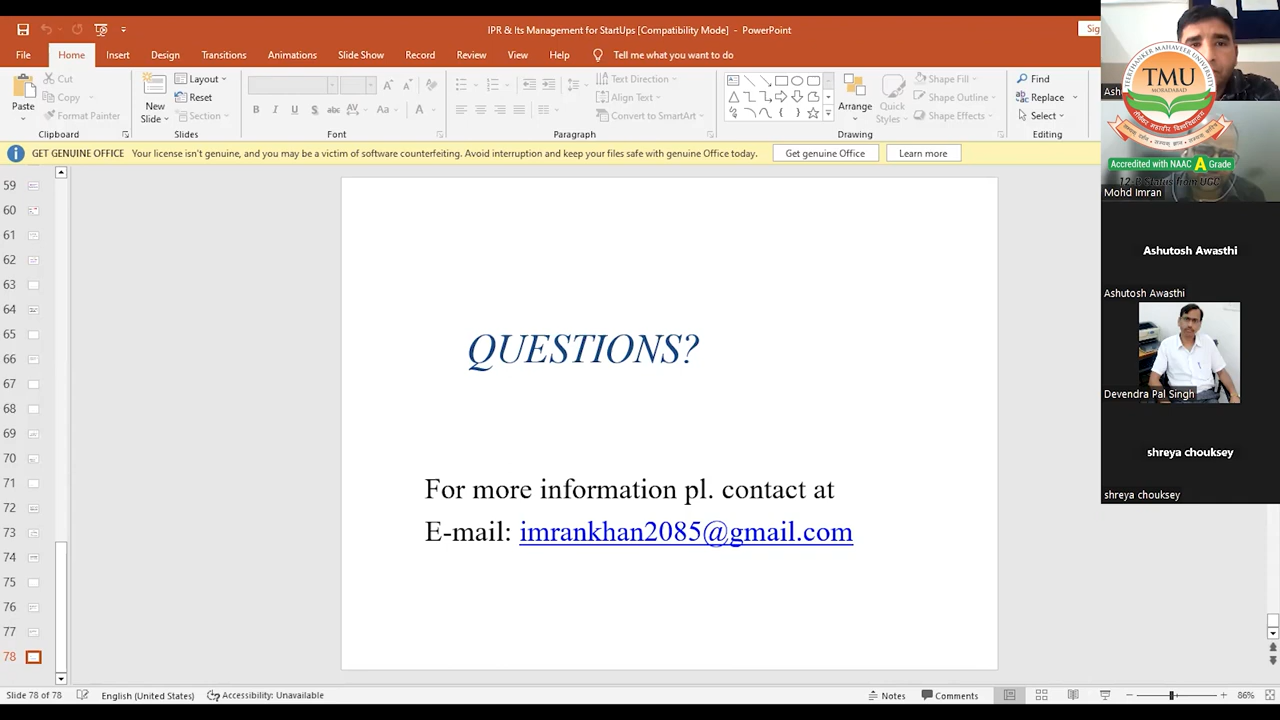 IPR & Its Management for StartUps [Compatibility Mode] - PowerPoint
File Home Insert Design Transitions Animations Slide Show Record Review View Help Tell me what you want to do
Paste
Cut
Copy
Format Painter
Clipboard
New
Slide
Layout
Reset
Section
Slides
Font
Text Direction
Align Text
Convert to SmartArt
Paragraph
Arrange
Quick
Styles
Shape Fill
Shape Outline
Shape Effects
Drawing
Find
Replace
Select
Editing
GET GENUINE OFFICE Your license isn't genuine, and you may be a victim of software counterfeiting. Avoid interruption and keep your files safe with genuine Office today. Get genuine Office Learn more
59
60
61
62
63
64
65
66
67
68
69
70
71
72
73
74
75
76
77
78
QUESTIONS?
For more information pl. contact at
E-mail: imrankhan2085@gmail.com
TEERTHANKER MAHAVEER UNIVERSITY
TMU
MORADABAD
Accredited with NAAC A Grade
12-B Status from UGC
Mohd Imran
Ashutosh Awasthi
Ashutosh Awasthi
Devendra Pal Singh
shreya chouksey
shreya chouksey
Slide 78 of 78 English (United States) Accessibility: Unavailable Notes Comments 86%